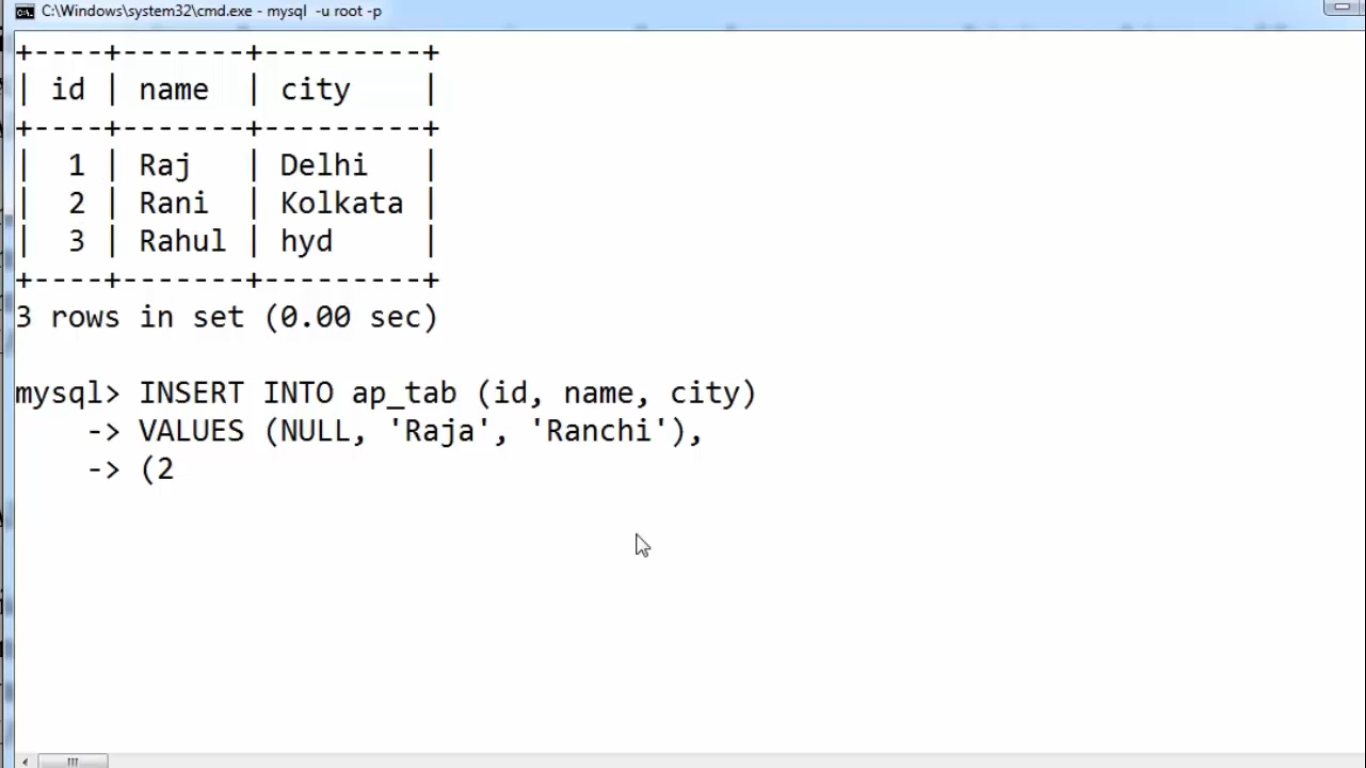 C:\Windows\system32\cmd.exe - mysql -u root -p
+----+-------+---------+
| id | name  | city    |
+----+-------+---------+
|  1 | Raj   | Delhi   |
|  2 | Rani  | Kolkata |
|  3 | Rahul | hyd     |
+----+-------+---------+
3 rows in set (0.00 sec)
mysql> INSERT INTO ap_tab (id, name, city)
    -> VALUES (NULL, 'Raja', 'Ranchi'),
    -> (2